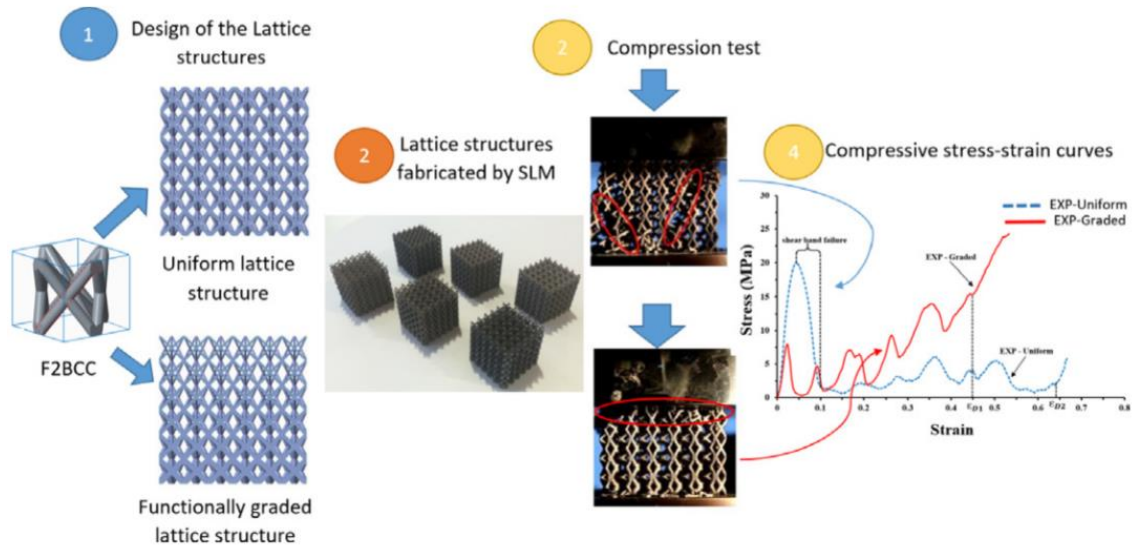 1
Design of the Lattice
structures
Uniform lattice
structure
F2BCC
Functionally graded
lattice structure
2
Lattice structures
fabricated by SLM
2
Compression test
4
Compressive stress-strain curves
EXP-Uniform
EXP-Graded
shear band failure
EXP - Graded
EXP - Uniform
Stress (MPa)
30
25
20
15
10
5
0
0
0.1
0.2
0.3
0.4
0.5
0.6
0.7
0.8
εD1
εD2
Strain